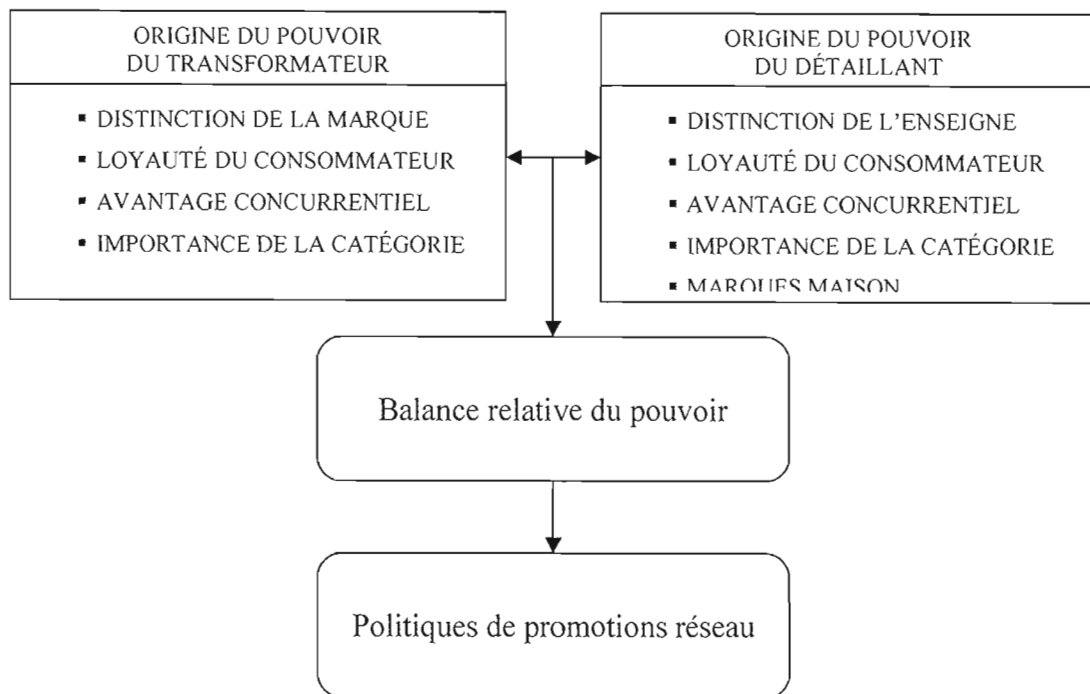 ORIGINE DU POUVOIR
DU TRANSFORMATEUR
▪ DISTINCTION DE LA MARQUE
▪ LOYAUTÉ DU CONSOMMATEUR
▪ AVANTAGE CONCURRENTIEL
▪ IMPORTANCE DE LA CATÉGORIE
ORIGINE DU POUVOIR
DU DÉTAILLANT
▪ DISTINCTION DE L'ENSEIGNE
▪ LOYAUTÉ DU CONSOMMATEUR
▪ AVANTAGE CONCURRENTIEL
▪ IMPORTANCE DE LA CATÉGORIE
▪ MARQUES MAISON
Balance relative du pouvoir
Politiques de promotions réseau